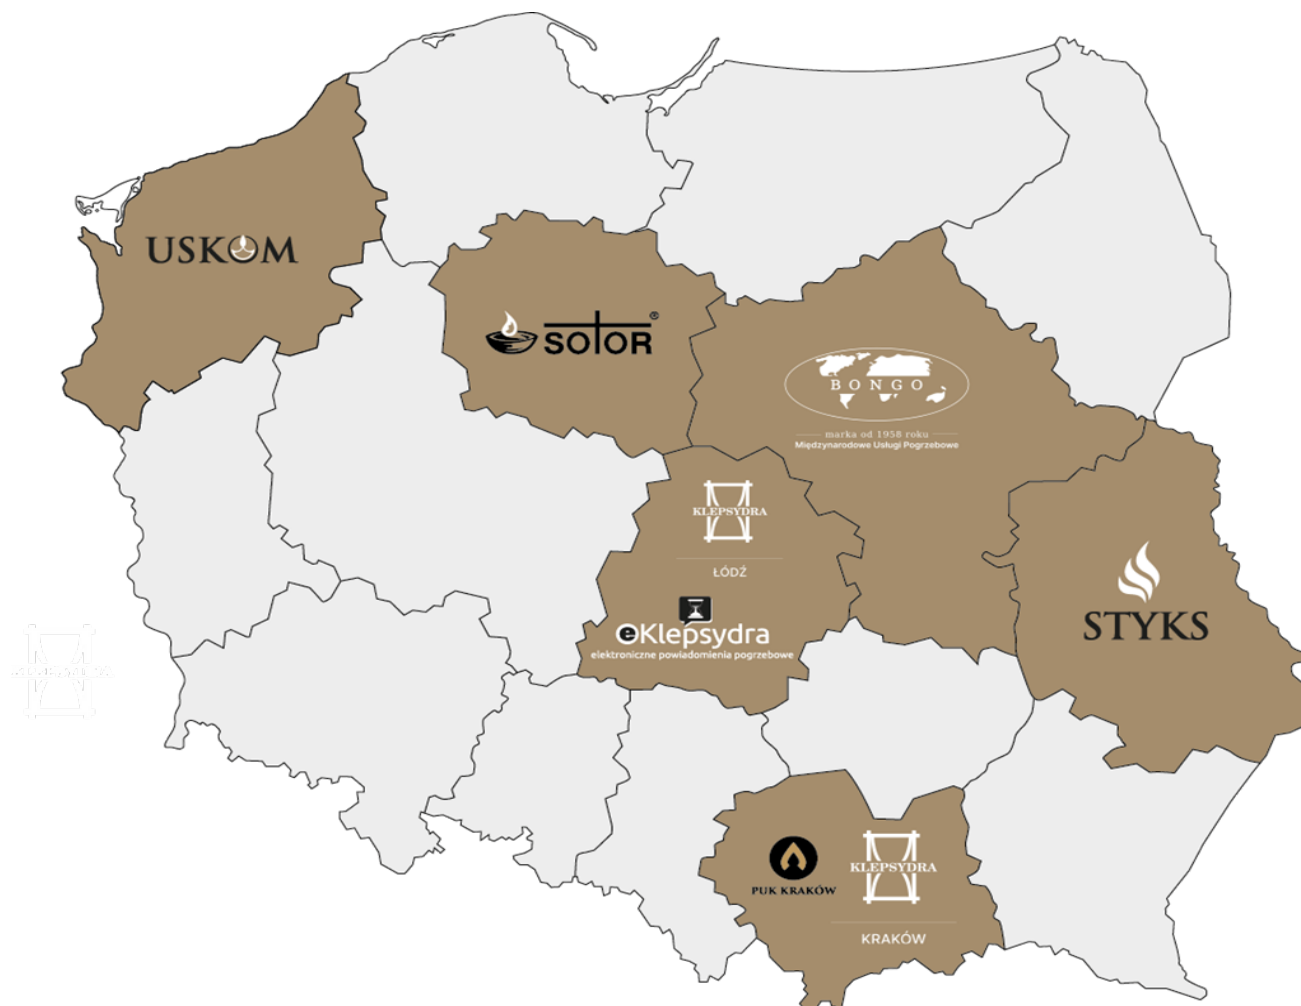 USKOM
SOTOR®
BONGO
marka od 1958 roku
Międzynarodowe Usługi Pogrzebowe
KLEPSYDRA
ŁÓDŹ
eKlepsydra
elektroniczne powiadomienia pogrzebowe
STYKS
PUK KRAKÓW
KLEPSYDRA
KRAKÓW